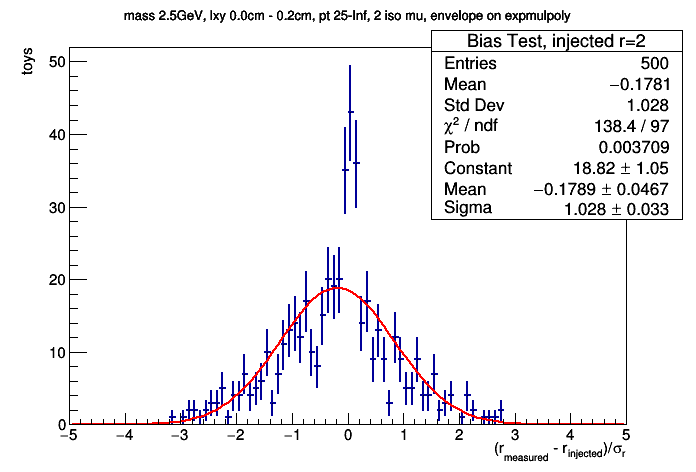 mass 2.5GeV, lxy 0.0cm - 0.2cm, pt 25-Inf, 2 iso mu, envelope on expmulpoly
Bias Test, injected r=2
Entries 500
Mean −0.1781
Std Dev 1.028
χ² / ndf 138.4 / 97
Prob 0.003709
Constant 18.82 ± 1.05
Mean −0.1789 ± 0.0467
Sigma 1.028 ± 0.033
toys
50
40
30
20
10
0
−5 −4 −3 −2 −1 0 1 2 3 4 5
(r_measured - r_injected)/σ_r